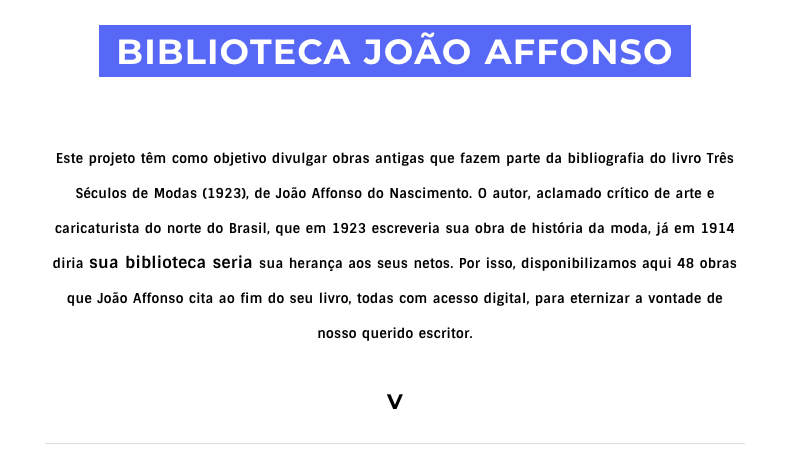 BIBLIOTECA JOÃO AFFONSO
Este projeto têm como objetivo divulgar obras antigas que fazem parte da bibliografia do livro Três
Séculos de Modas (1923), de João Affonso do Nascimento. O autor, aclamado crítico de arte e
caricaturista do norte do Brasil, que em 1923 escreveria sua obra de história da moda, já em 1914
diria sua biblioteca seria sua herança aos seus netos. Por isso, disponibilizamos aqui 48 obras
que João Affonso cita ao fim do seu livro, todas com acesso digital, para eternizar a vontade de
nosso querido escritor.
V